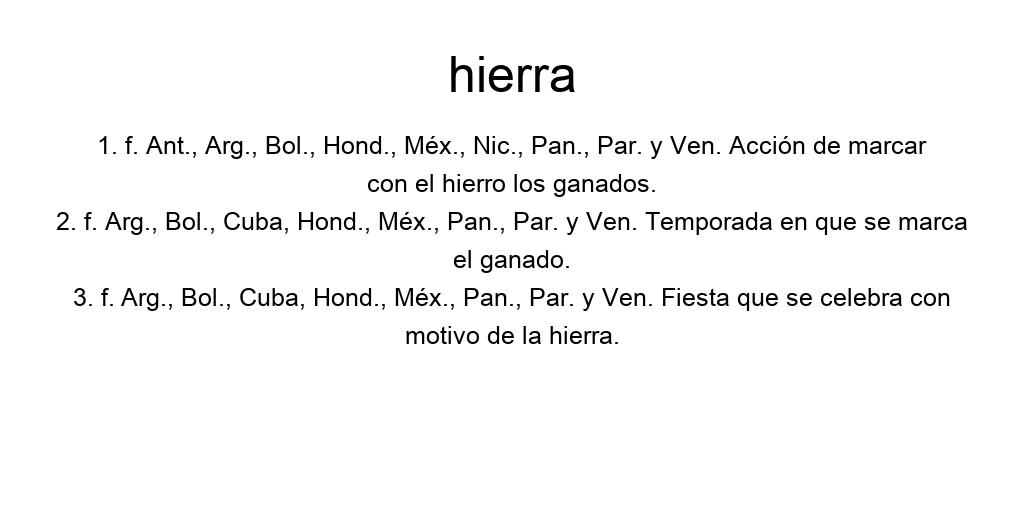 hierra
1. f. Ant., Arg., Bol., Hond., Méx., Nic., Pan., Par. y Ven. Acción de marcar
con el hierro los ganados.
2. f. Arg., Bol., Cuba, Hond., Méx., Pan., Par. y Ven. Temporada en que se marca
el ganado.
3. f. Arg., Bol., Cuba, Hond., Méx., Pan., Par. y Ven. Fiesta que se celebra con
motivo de la hierra.